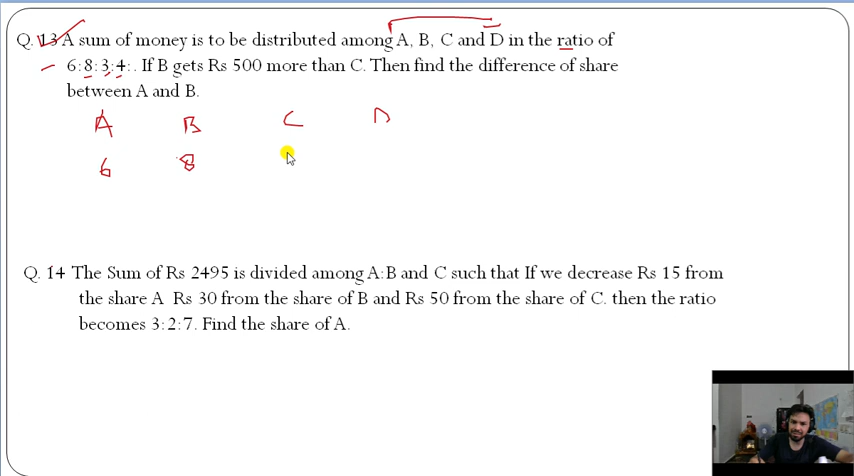 Q. 13 A sum of money is to be distributed among A, B, C and D in the ratio of
6:8:3:4:. If B gets Rs 500 more than C. Then find the difference of share
between A and B.
A B C D
6 8
Q. 14 The Sum of Rs 2495 is divided among A:B and C such that If we decrease Rs 15 from
the share A Rs 30 from the share of B and Rs 50 from the share of C. then the ratio
becomes 3:2:7. Find the share of A.